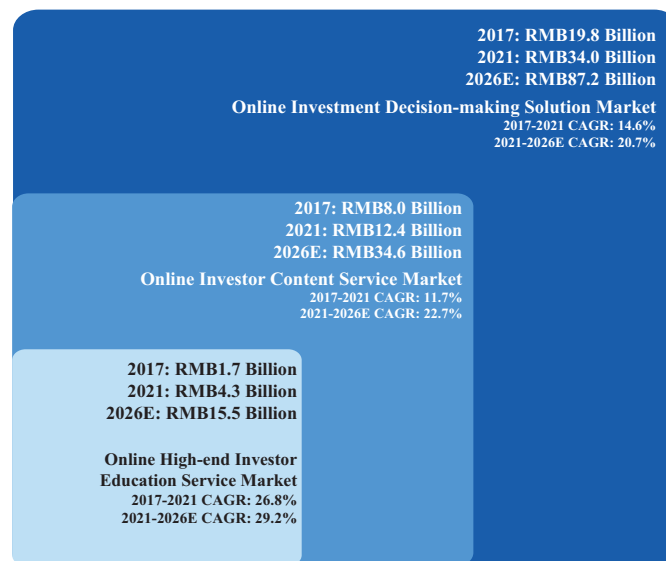 2017: RMB19.8 Billion
2021: RMB34.0 Billion
2026E: RMB87.2 Billion
Online Investment Decision-making Solution Market
2017-2021 CAGR: 14.6%
2021-2026E CAGR: 20.7%
2017: RMB8.0 Billion
2021: RMB12.4 Billion
2026E: RMB34.6 Billion
Online Investor Content Service Market
2017-2021 CAGR: 11.7%
2021-2026E CAGR: 22.7%
2017: RMB1.7 Billion
2021: RMB4.3 Billion
2026E: RMB15.5 Billion
Online High-end Investor
Education Service Market
2017-2021 CAGR: 26.8%
2021-2026E CAGR: 29.2%